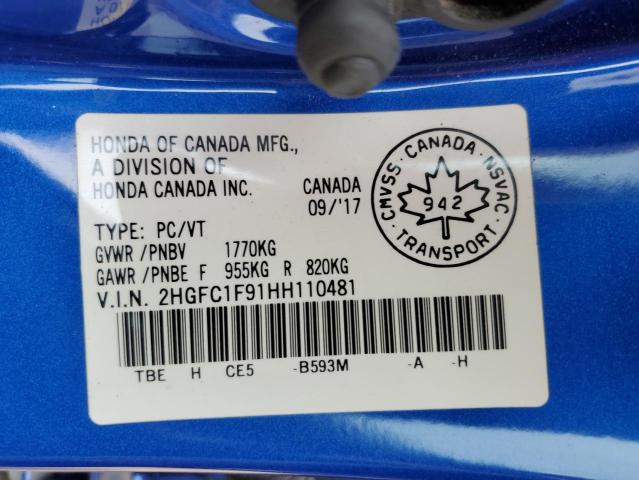 HONDA OF CANADA MFG.,
A DIVISION OF
HONDA CANADA INC.
CANADA
09/'17
TYPE: PC/VT
GVWR /PNBV 1770KG
GAWR /PNBE F 955KG R 820KG
V.I.N. 2HGFC1F91HH110481
TBE H CE5 -B593M -A -H
CMVSS · CANADA · NSVAC · TRANSPORT ·
942